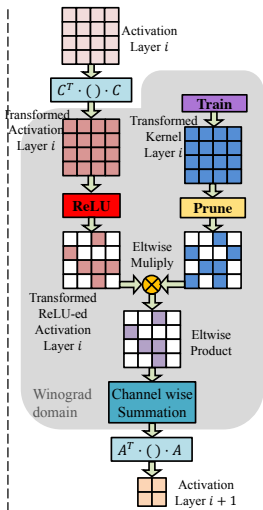 Activation
Layer i
C^T · () · C
Train
Transformed
Activation
Layer i
Transformed
Kernel
Layer i
ReLU
Prune
Eltwise
Muliply
Transformed
ReLU-ed
Activation
Layer i
Eltwise
Product
Winograd
domain
Channel wise
Summation
A^T · () · A
Activation
Layer i + 1